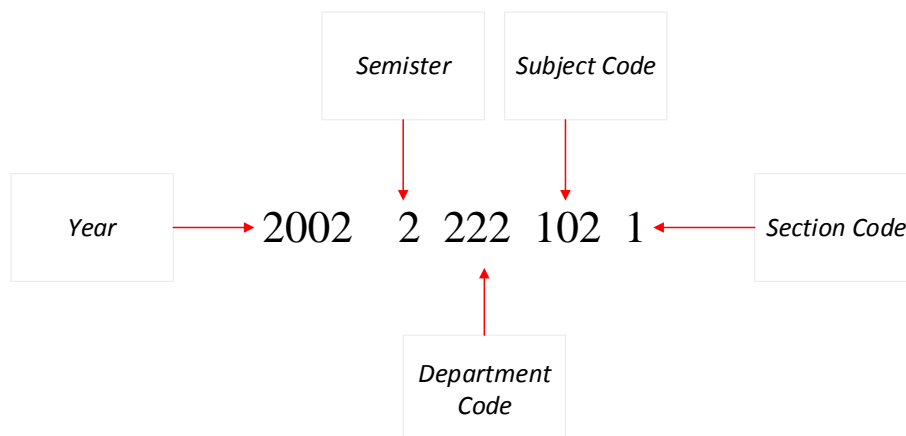 Semister
Subject Code
Year
2002 2 222 102 1
Section Code
Department
Code